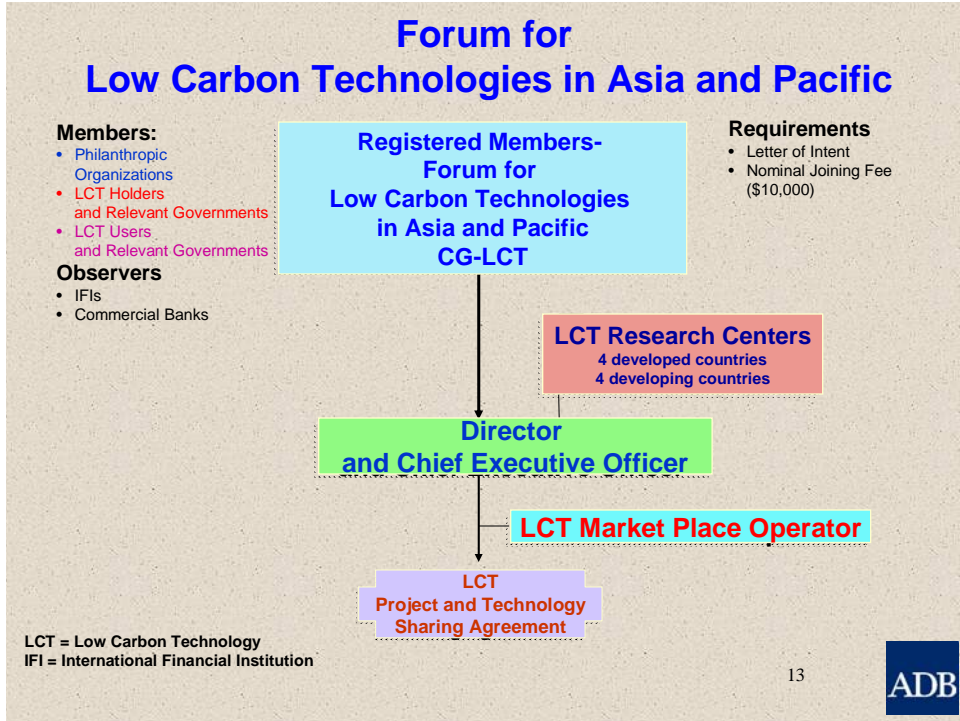 Forum for
Low Carbon Technologies in Asia and Pacific
Members:
• Philanthropic
Organizations
• LCT Holders
and Relevant Governments
• LCT Users
and Relevant Governments
Observers
• IFIs
• Commercial Banks
Registered Members-
Forum for
Low Carbon Technologies
in Asia and Pacific
CG-LCT
Requirements
• Letter of Intent
• Nominal Joining Fee
($10,000)
LCT Research Centers
4 developed countries
4 developing countries
Director
and Chief Executive Officer
LCT Market Place Operator
LCT
Project and Technology
Sharing Agreement
LCT = Low Carbon Technology
IFI = International Financial Institution
13
ADB